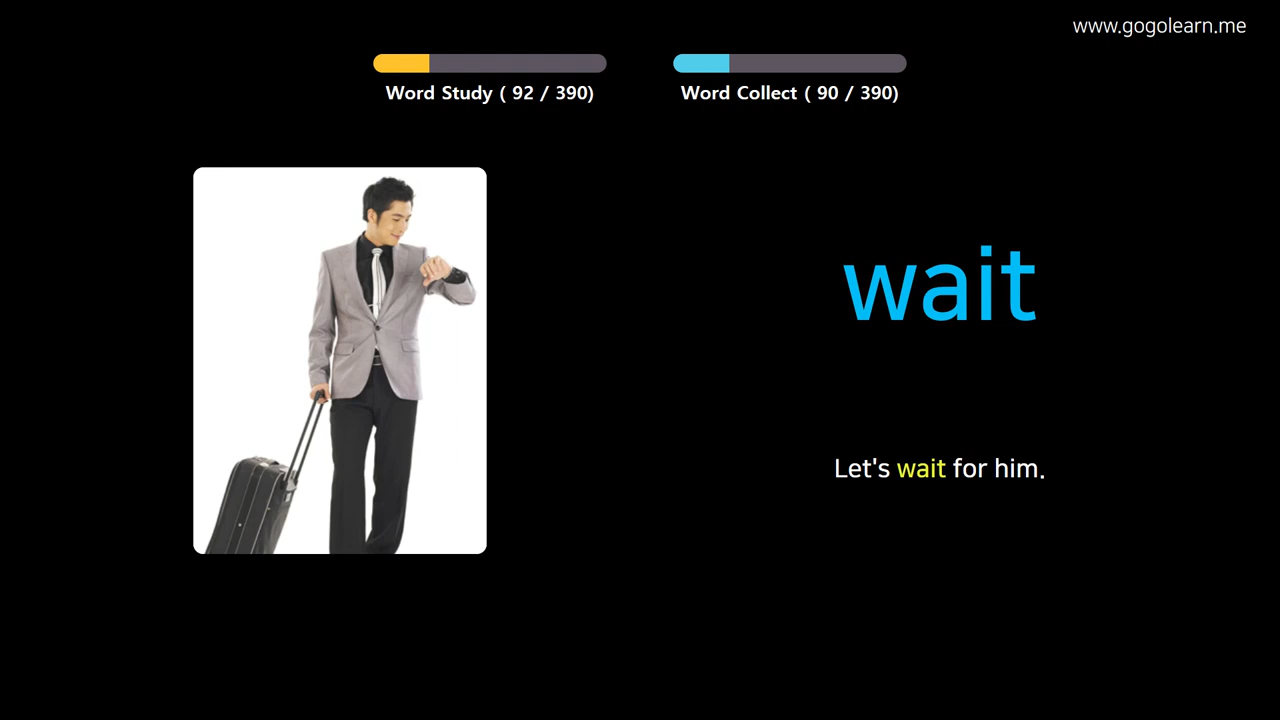 www.gogolearn.me
Word Study ( 92 / 390)
Word Collect ( 90 / 390)
wait
Let's wait for him.